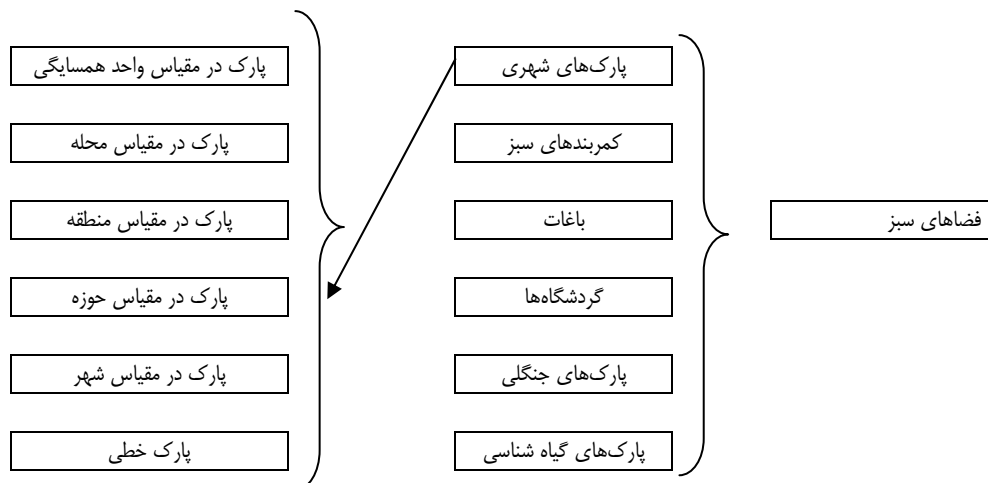 فضاهای سبز
پارک‌های شهری
کمربندهای سبز
باغات
گردشگاه‌ها
پارک‌های جنگلی
پارک‌های گیاه شناسی
پارک در مقیاس واحد همسایگی
پارک در مقیاس محله
پارک در مقیاس منطقه
پارک در مقیاس حوزه
پارک در مقیاس شهر
پارک خطی